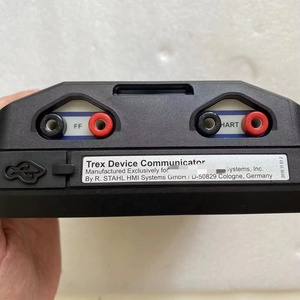 FF
HART
Trex Device Communicator
Manufactured Exclusively for Systems, Inc.
By R. STAHL HMI Systems GmbH / D-50829 Cologne, Germany